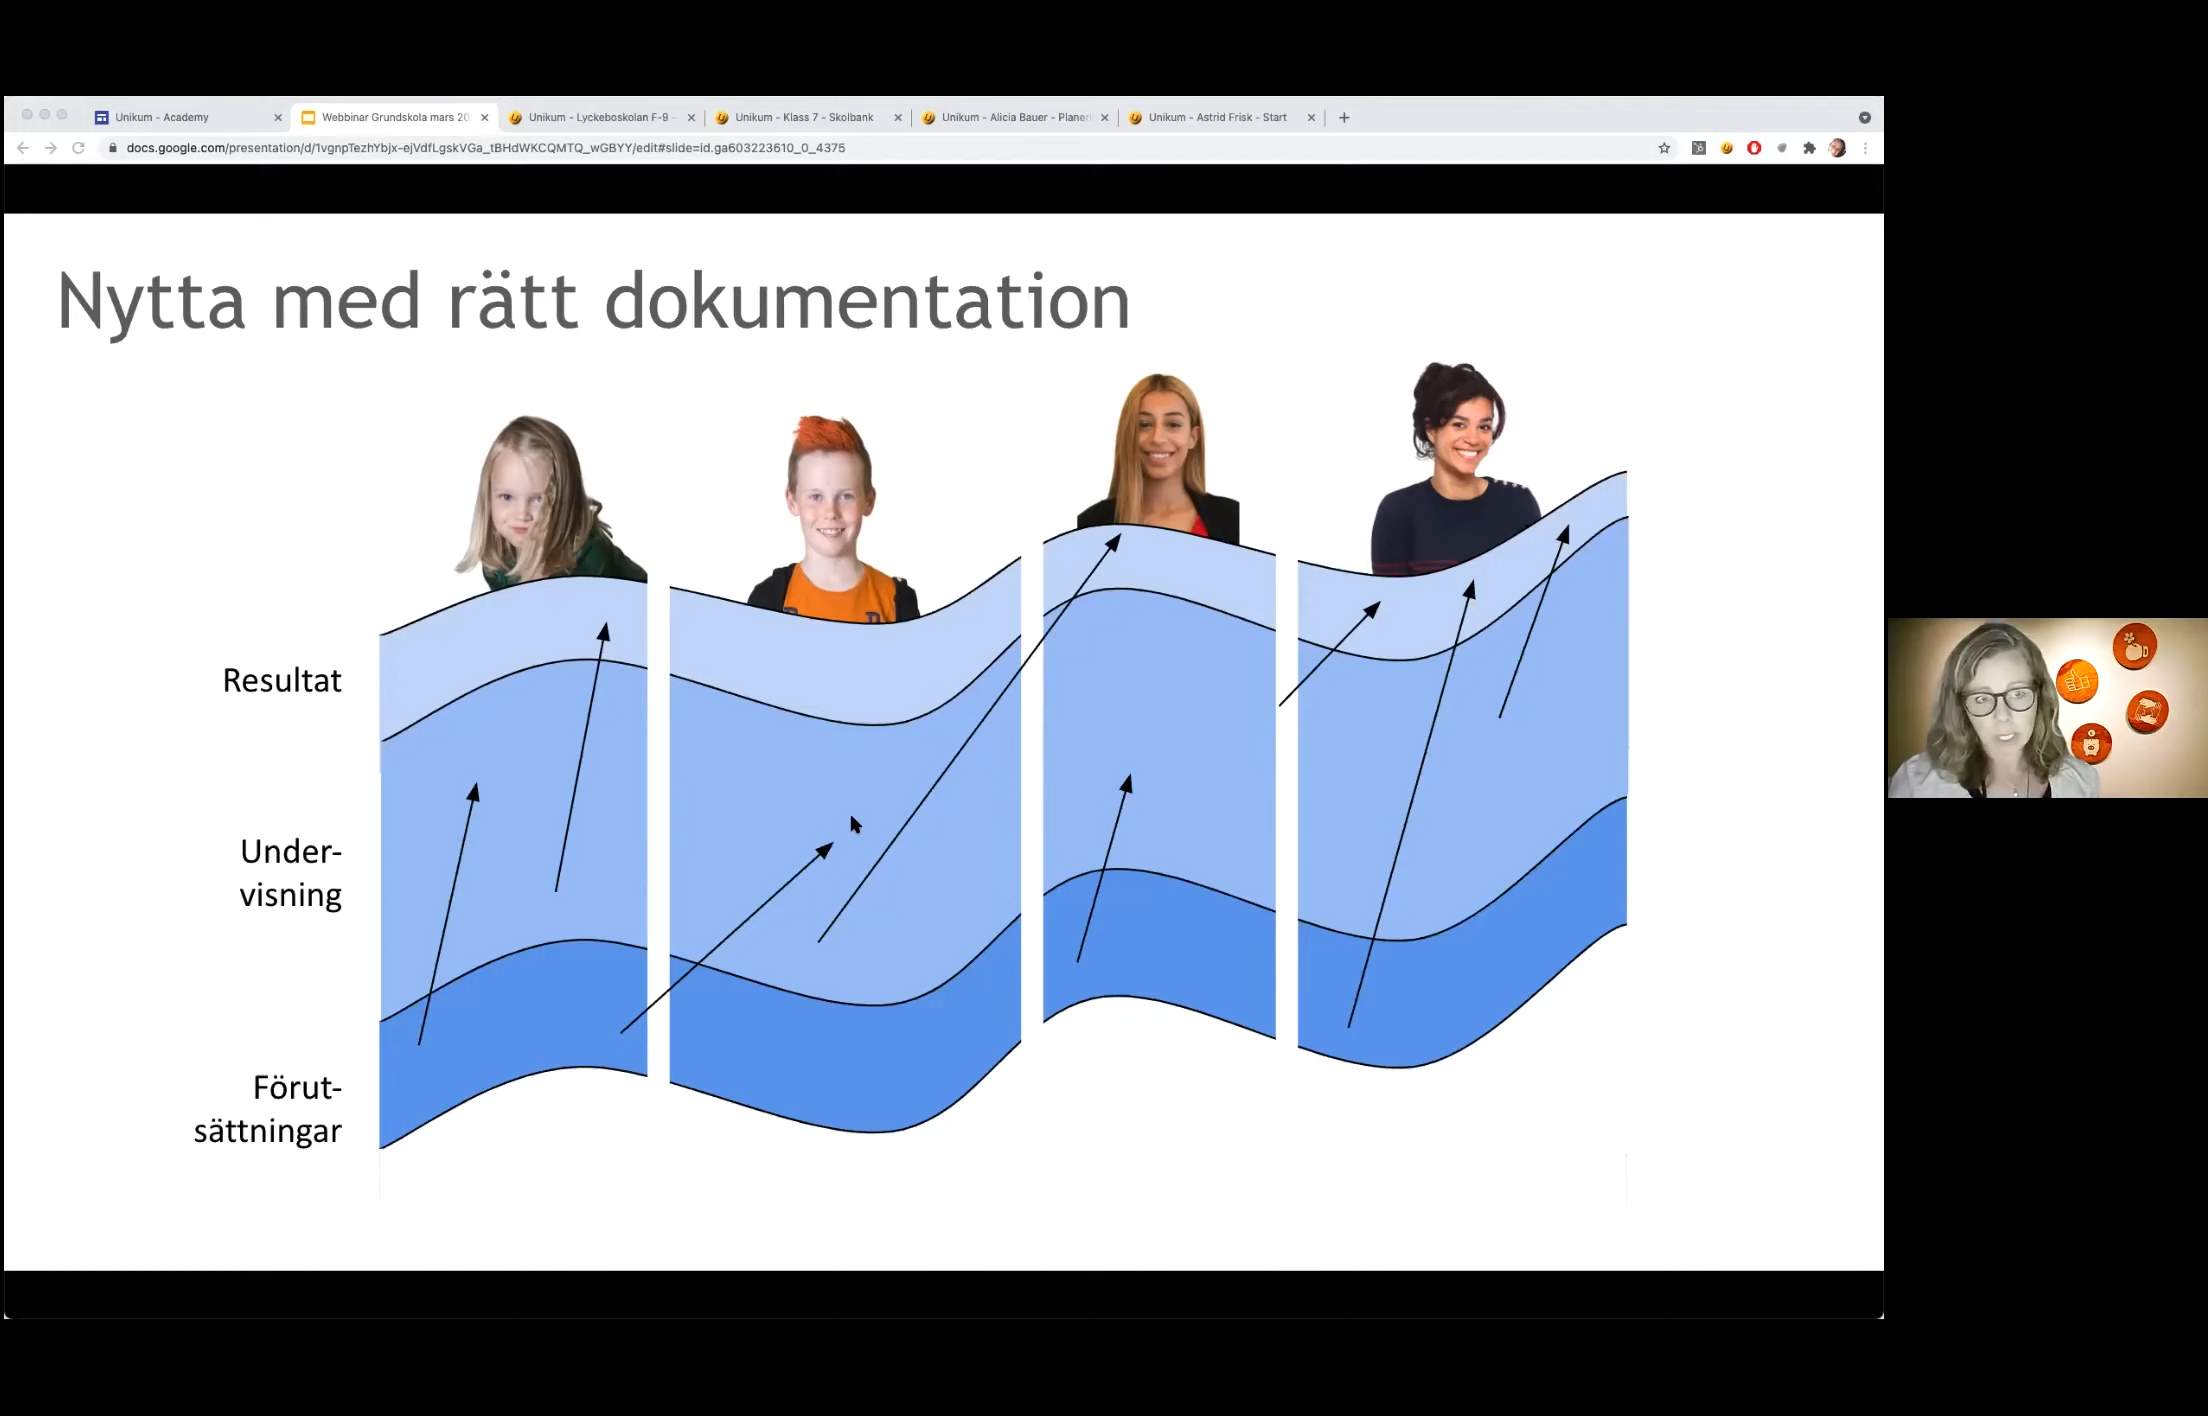 Unikum - Academy
Webbinar Grundskola mars 20
Unikum - Lyckeboskolan F-9 -
Unikum - Klass 7 - Skolbank
Unikum - Alicia Bauer - Planer
Unikum - Astrid Frisk - Start
docs.google.com/presentation/d/1vgnpTezhYbjx-ejVdfLgskVGa_tBHdWKCQMTQ_wGBYY/edit#slide=id.ga603223610_0_4375
Nytta med rätt dokumentation
Resultat
Under-
visning
Förut-
sättningar